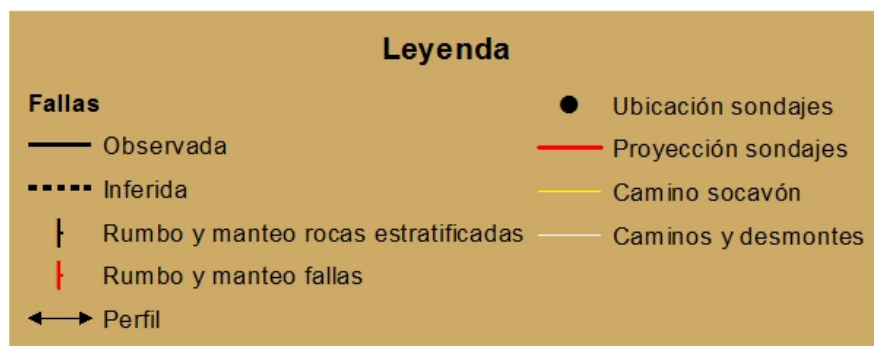 Leyenda
Fallas
Observada
Inferida
Rumbo y manteo rocas estratificadas
Rumbo y manteo fallas
Perfil
Ubicación sondajes
Proyección sondajes
Camino socavón
Caminos y desmontes